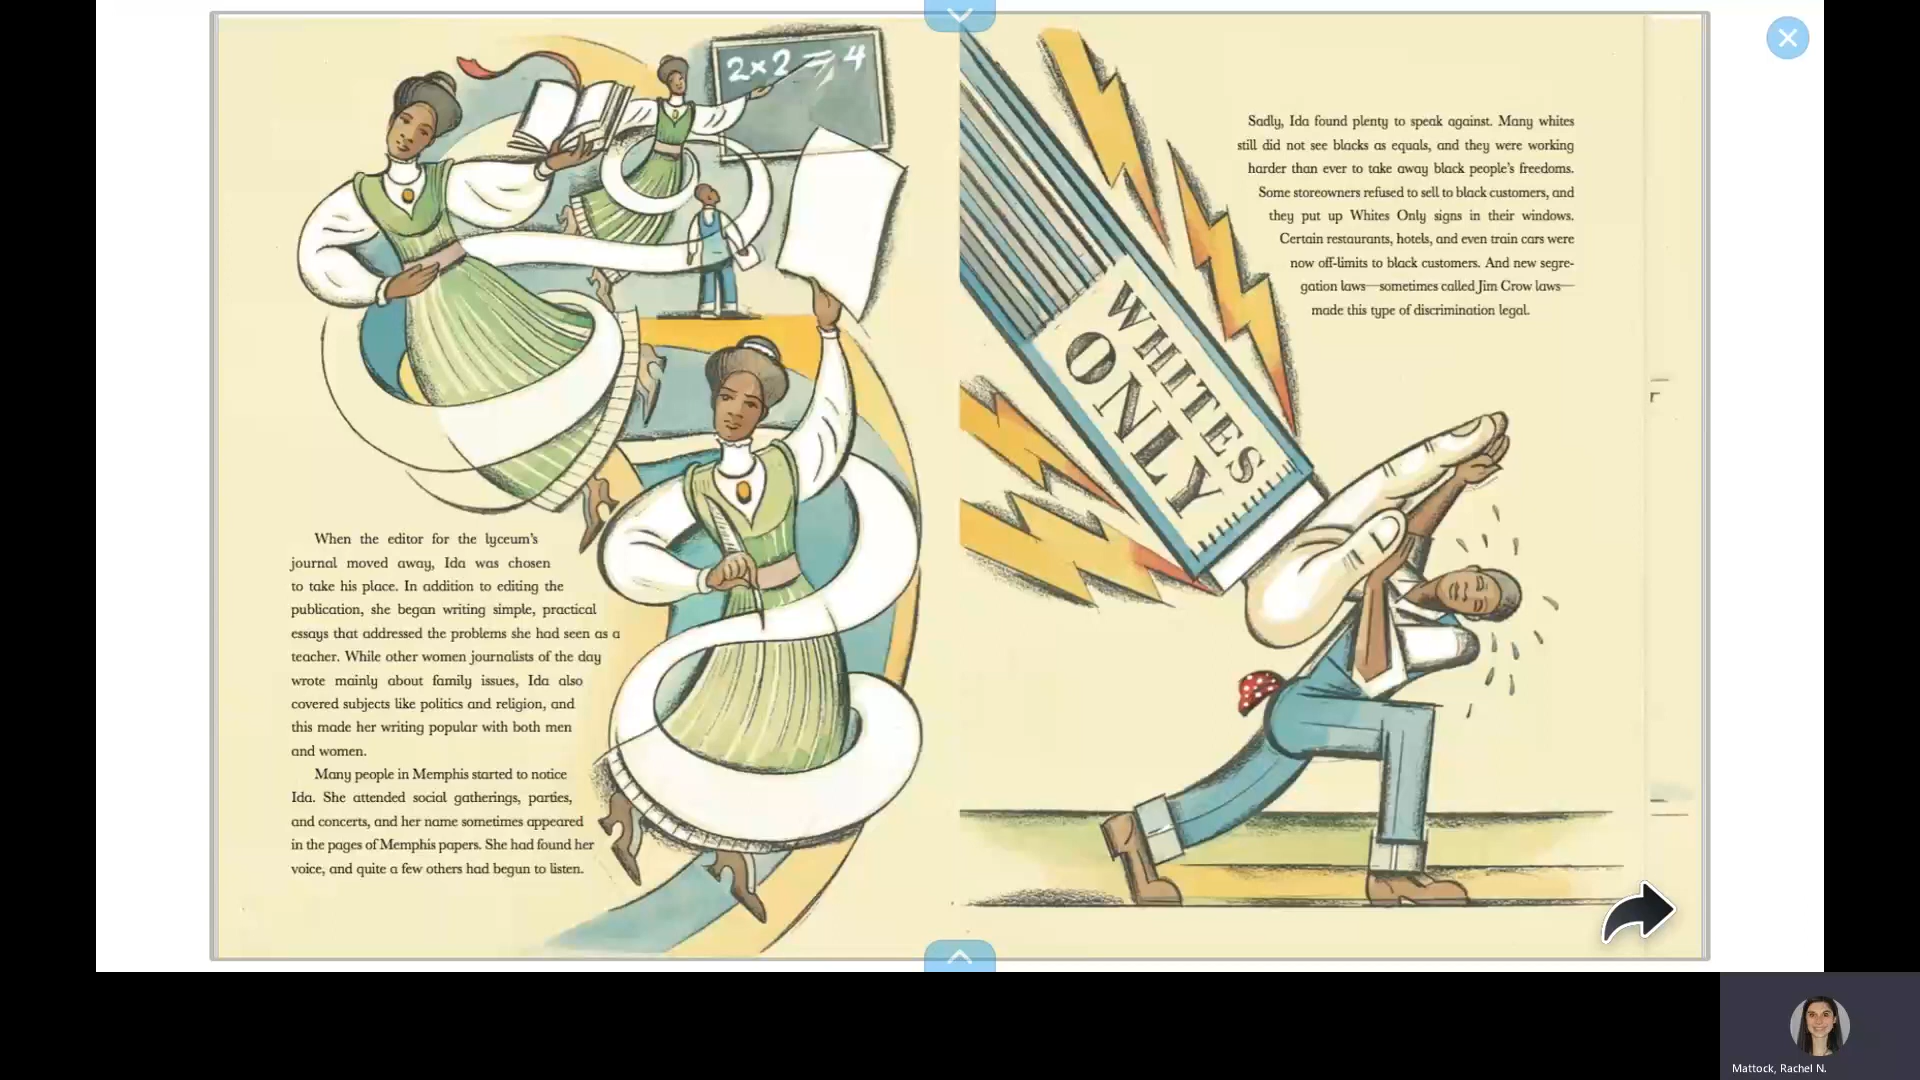 2×2=4
When the editor for the lyceum's
journal moved away, Ida was chosen
to take his place. In addition to editing the
publication, she began writing simple, practical
essays that addressed the problems she had seen as a
teacher. While other women journalists of the day
wrote mainly about family issues, Ida also
covered subjects like politics and religion, and
this made her writing popular with both men
and women.
Many people in Memphis started to notice
Ida. She attended social gatherings, parties,
and concerts, and her name sometimes appeared
in the pages of Memphis papers. She had found her
voice, and quite a few others had begun to listen.
Sadly, Ida found plenty to speak against. Many whites
still did not see blacks as equals, and they were working
harder than ever to take away black people's freedoms.
Some storeowners refused to sell to black customers, and
they put up Whites Only signs in their windows.
Certain restaurants, hotels, and even train cars were
now off-limits to black customers. And new segre-
gation laws—sometimes called Jim Crow laws—
made this type of discrimination legal.
WHITES
ONLY
Mattock, Rachel N.